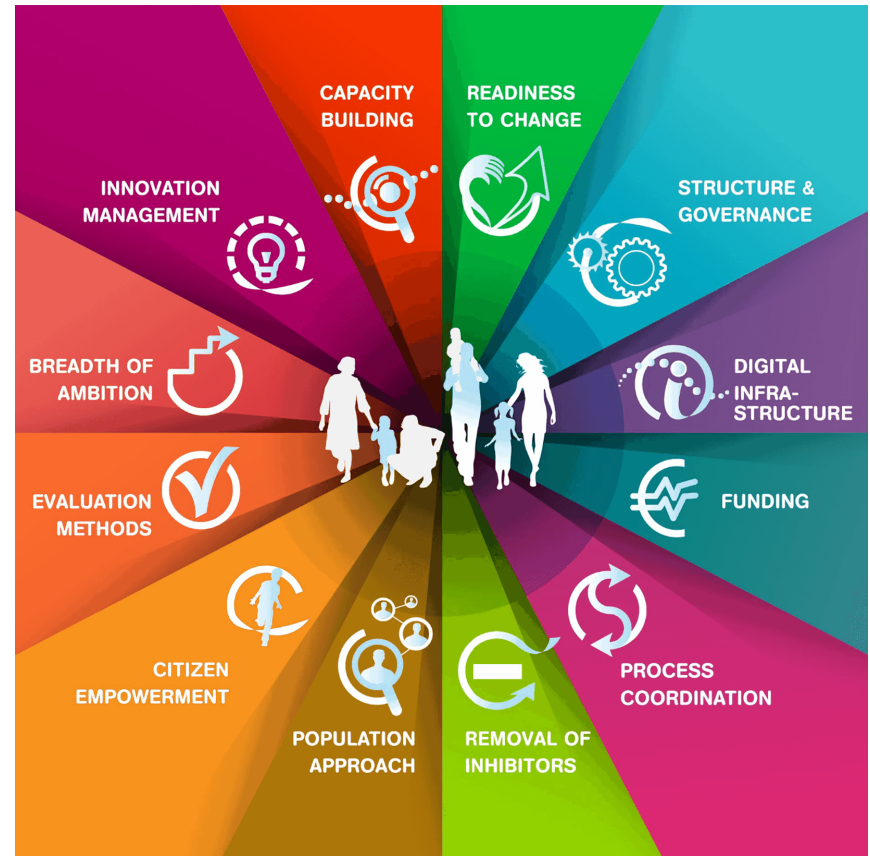 CAPACITY
BUILDING
READINESS
TO CHANGE
STRUCTURE &
GOVERNANCE
DIGITAL
INFRA-
STRUCTURE
FUNDING
PROCESS
COORDINATION
REMOVAL OF
INHIBITORS
POPULATION
APPROACH
CITIZEN
EMPOWERMENT
EVALUATION
METHODS
BREADTH OF
AMBITION
INNOVATION
MANAGEMENT